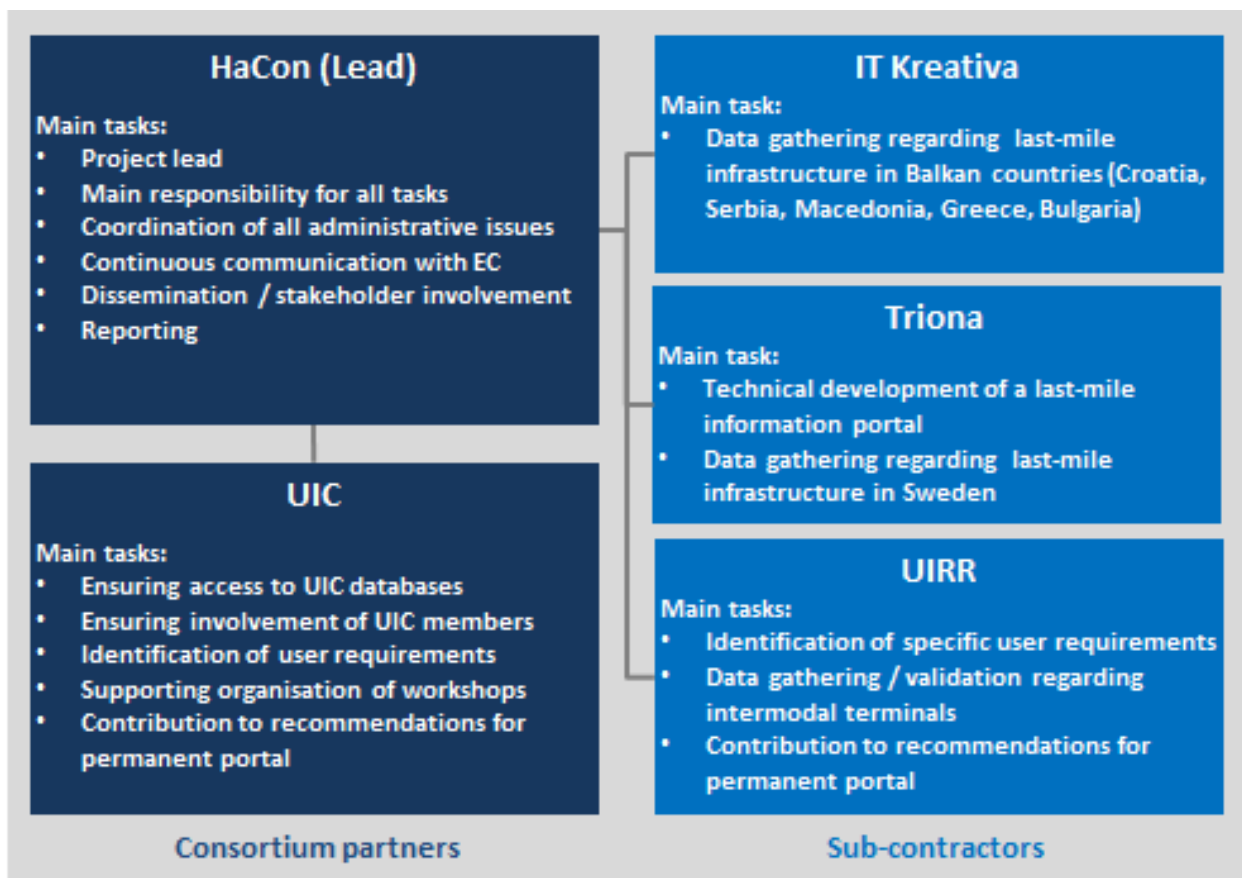 HaCon (Lead)
Main tasks:
• Project lead
• Main responsibility for all tasks
• Coordination of all administrative issues
• Continuous communication with EC
• Dissemination / stakeholder involvement
• Reporting
UIC
Main tasks:
• Ensuring access to UIC databases
• Ensuring involvement of UIC members
• Identification of user requirements
• Supporting organisation of workshops
• Contribution to recommendations for
permanent portal
Consortium partners
IT Kreativa
Main task:
• Data gathering regarding last-mile
infrastructure in Balkan countries (Croatia,
Serbia, Macedonia, Greece, Bulgaria)
Triona
Main task:
• Technical development of a last-mile
information portal
• Data gathering regarding last-mile
infrastructure in Sweden
UIRR
Main tasks:
• Identification of specific user requirements
• Data gathering / validation regarding
intermodal terminals
• Contribution to recommendations for
permanent portal
Sub-contractors